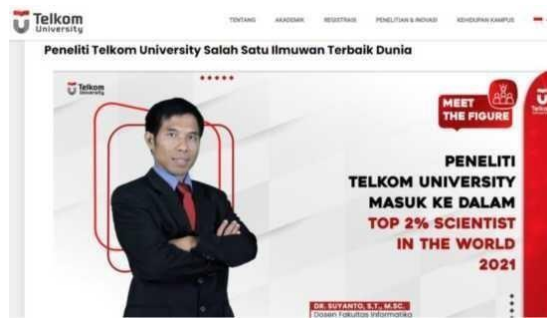 Telkom
University
TENTANG AKADEMIK REGISTRASI PENELITIAN & INOVASI KEHIDUPAN KAMPUS
Peneliti Telkom University Salah Satu Ilmuwan Terbaik Dunia
Telkom
University
MEET
THE FIGURE
PENELITI
TELKOM UNIVERSITY
MASUK KE DALAM
TOP 2% SCIENTIST
IN THE WORLD
2021
DR. SUYANTO, S.T., M.SC.
Dosen Fakultas Informatika